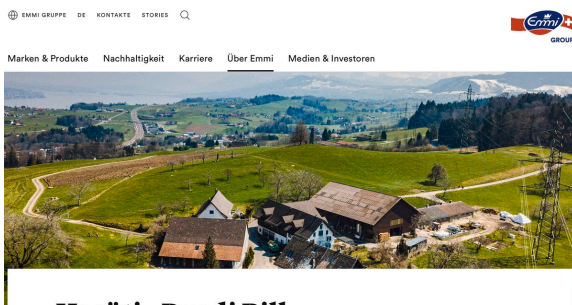 EMMI GRUPPE DE KONTAKTE STORIES
Emmi
GROUP
Marken & Produkte Nachhaltigkeit Karriere Über Emmi Medien & Investoren